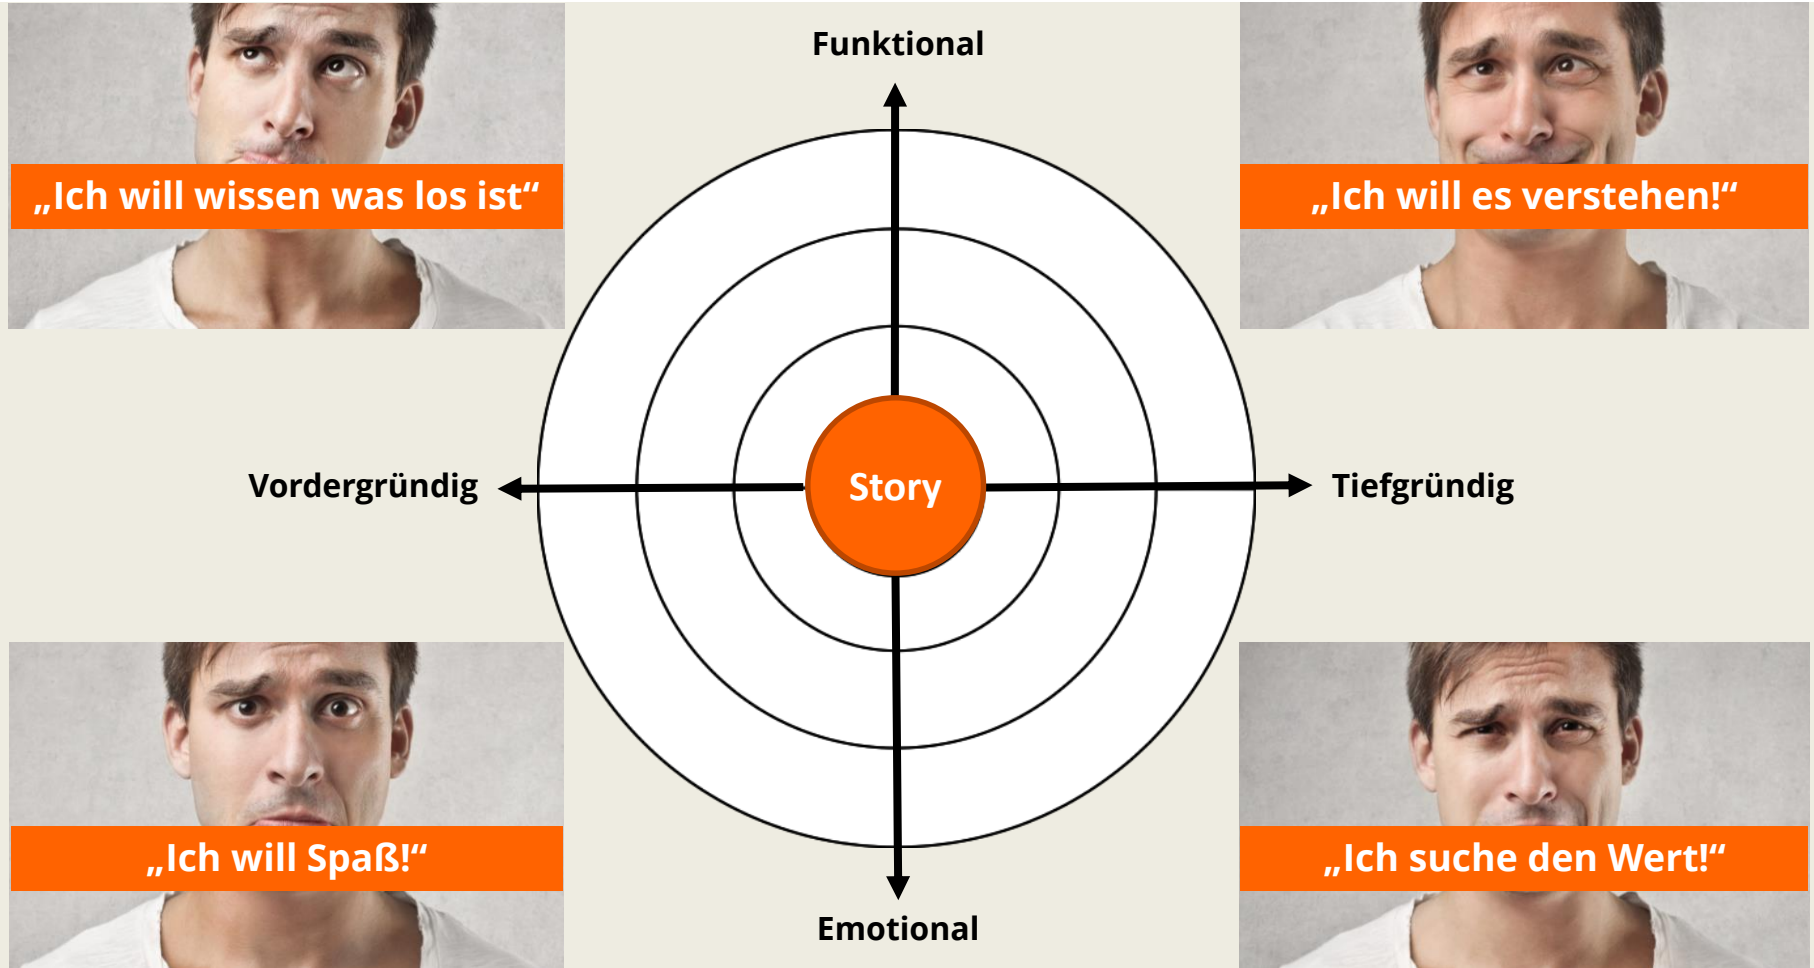 Funktional
„Ich will wissen was los ist“
„Ich will es verstehen!“
Vordergründig
Story
Tiefgründig
„Ich will Spaß!“
„Ich suche den Wert!“
Emotional